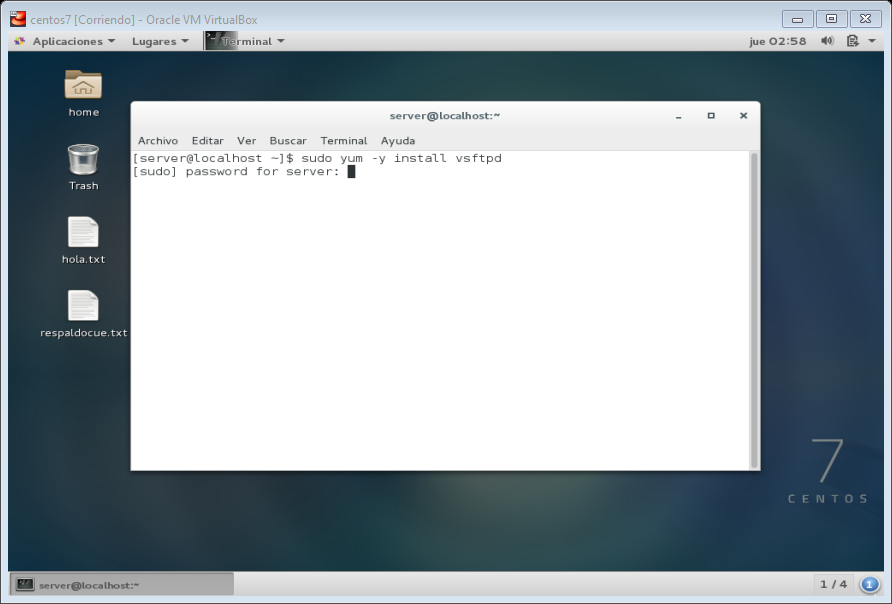 centos7 [Corriendo] - Oracle VM VirtualBox
Aplicaciones Lugares Terminal jue 02:58
home
Trash
hola.txt
respaldocue.txt
server@localhost:~
Archivo Editar Ver Buscar Terminal Ayuda
[server@localhost ~]$ sudo yum -y install vsftpd
[sudo] password for server:
7
CENTOS
server@localhost:~
1 / 4
1